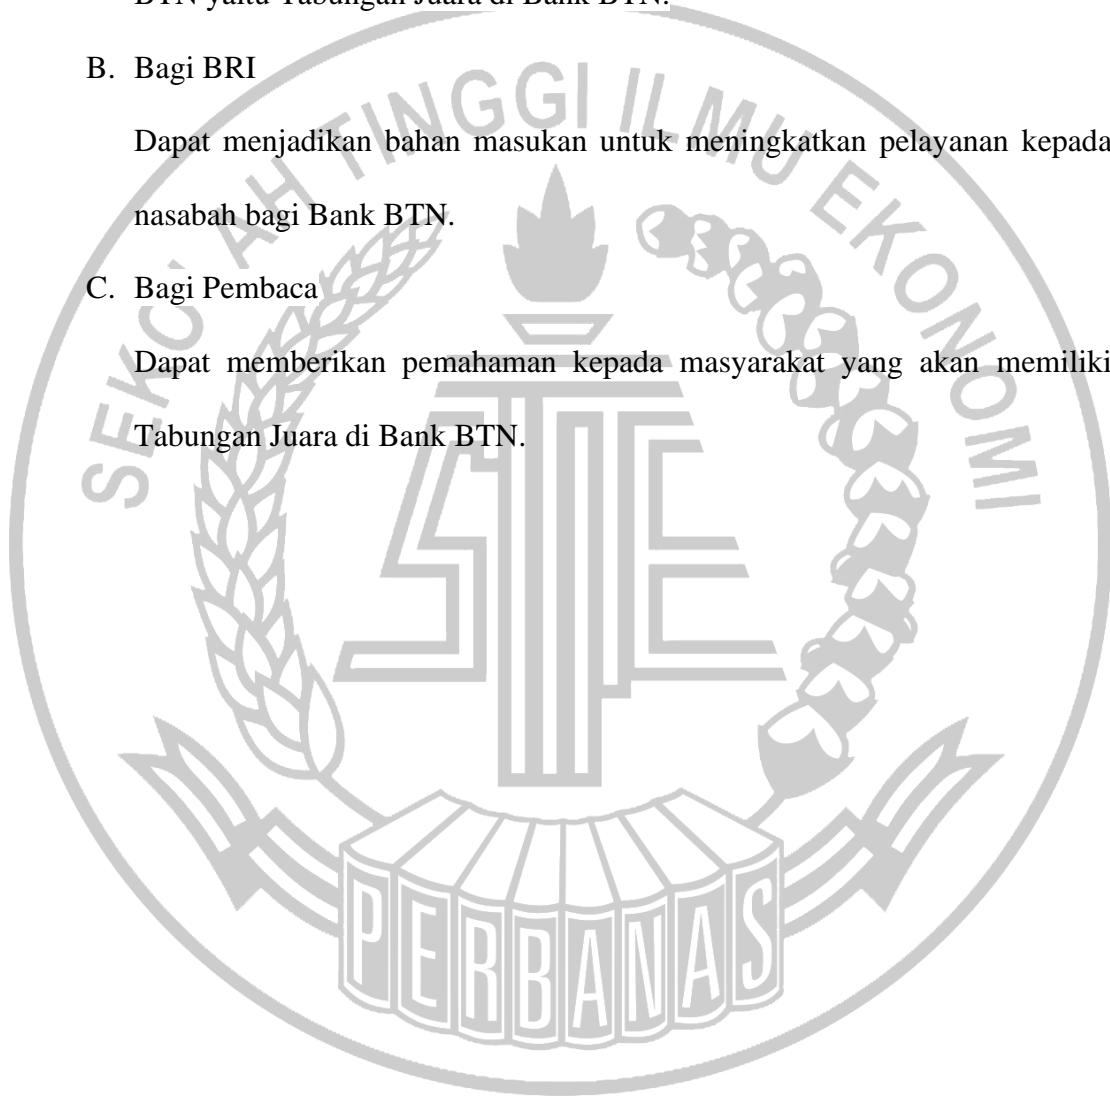 BTN yaitu Tabungan Juara di Bank BTN.
B. Bagi BRI
Dapat menjadikan bahan masukan untuk meningkatkan pelayanan kepada
nasabah bagi Bank BTN.
C. Bagi Pembaca
Dapat memberikan pemahaman kepada masyarakat yang akan memiliki
Tabungan Juara di Bank BTN.
SEKOLAH TINGGI ILMU EKONOMI
STIE
PERBANAS